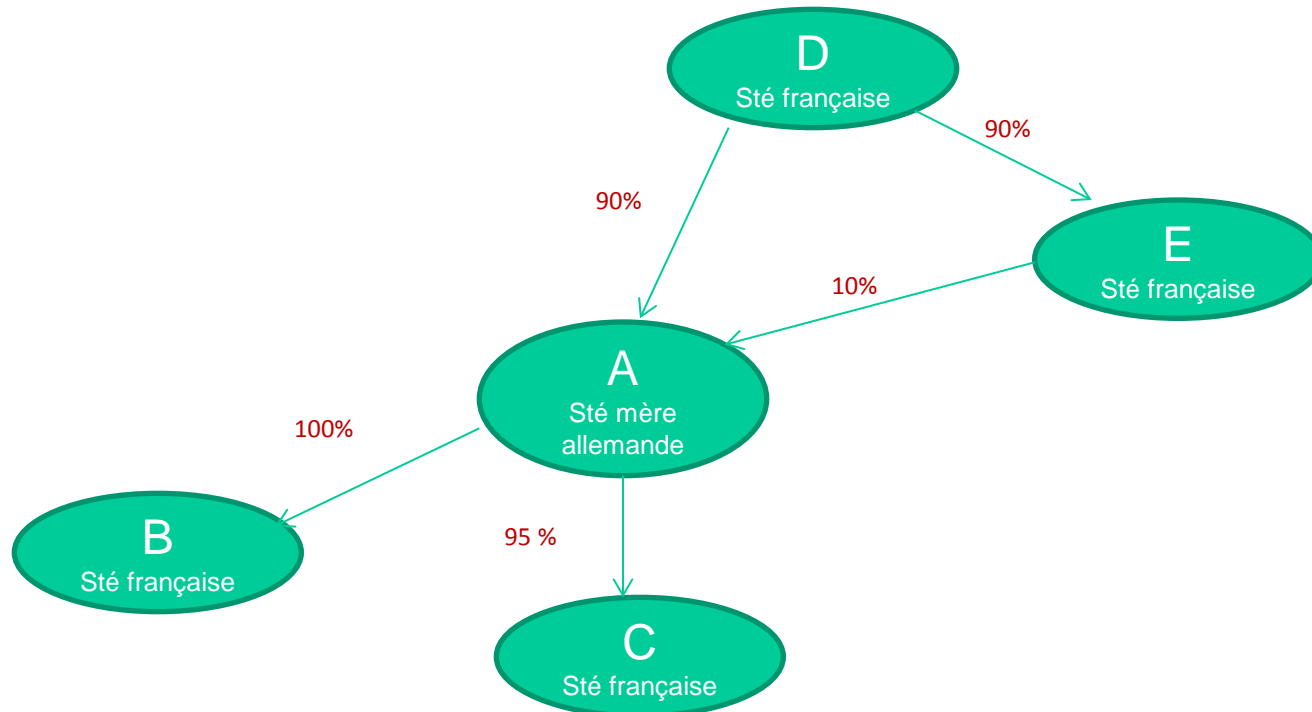 D
Sté française
90%
90%
E
Sté française
10%
A
Sté mère
allemande
100%
95 %
B
Sté française
C
Sté française